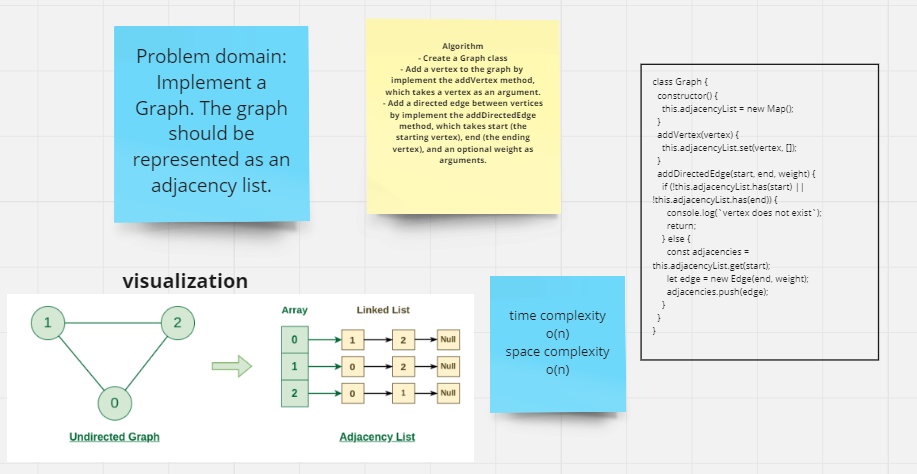 Problem domain:
Implement a
Graph. The graph
should be
represented as an
adjacency list.
Algorithm
- Create a Graph class
- Add a vertex to the graph by
implement the addVertex method,
which takes a vertex as an argument.
- Add a directed edge between vertices
by implement the addDirectedEdge
method, which takes start (the
starting vertex), end (the ending
vertex), and an optional weight as
arguments.
class Graph {
constructor() {
this.adjacencyList = new Map();
}
addVertex(vertex) {
this.adjacencyList.set(vertex, []);
}
addDirectedEdge(start, end, weight) {
if (!this.adjacencyList.has(start) ||
!this.adjacencyList.has(end)) {
console.log(`vertex does not exist`);
return;
} else {
const adjacencies =
this.adjacencyList.get(start);
let edge = new Edge(end, weight);
adjacencies.push(edge);
}
}
}
visualization
1
2
0
Undirected Graph
Array Linked List
0 1 2 Null
1 0 2 Null
2 0 1 Null
Adjacency List
time complexity
o(n)
space complexity
o(n)